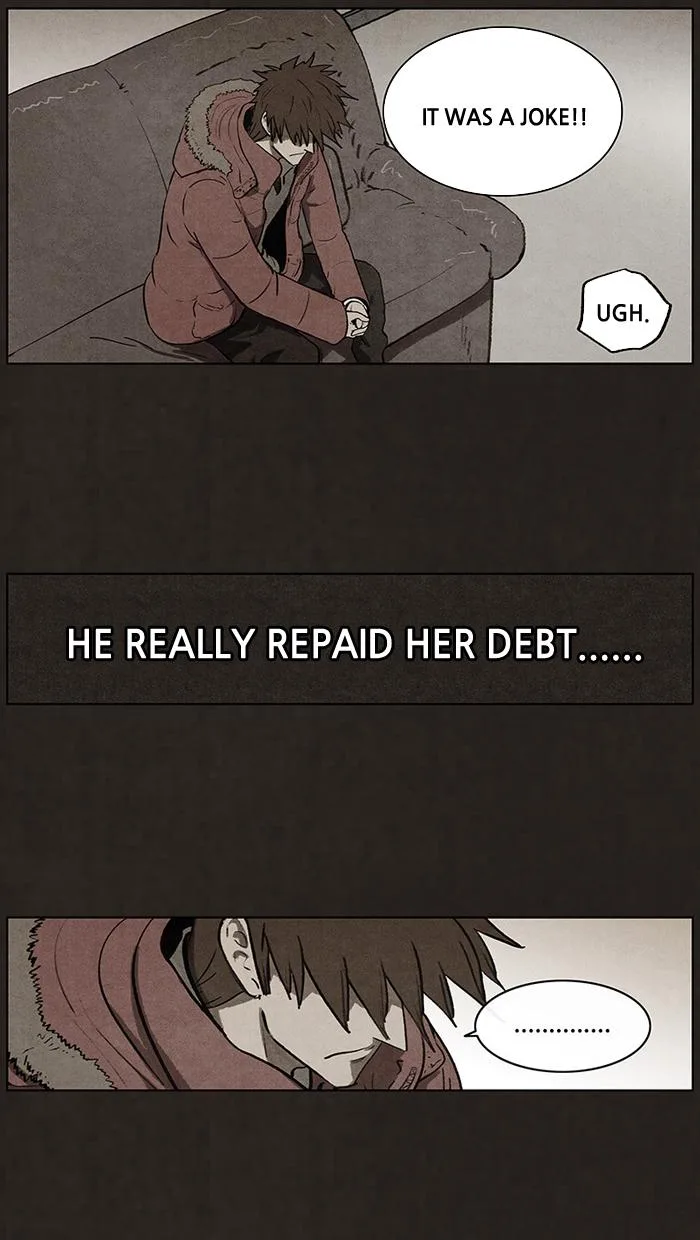 IT WAS A JOKE!!
UGH.
HE REALLY REPAID HER DEBT......
...............